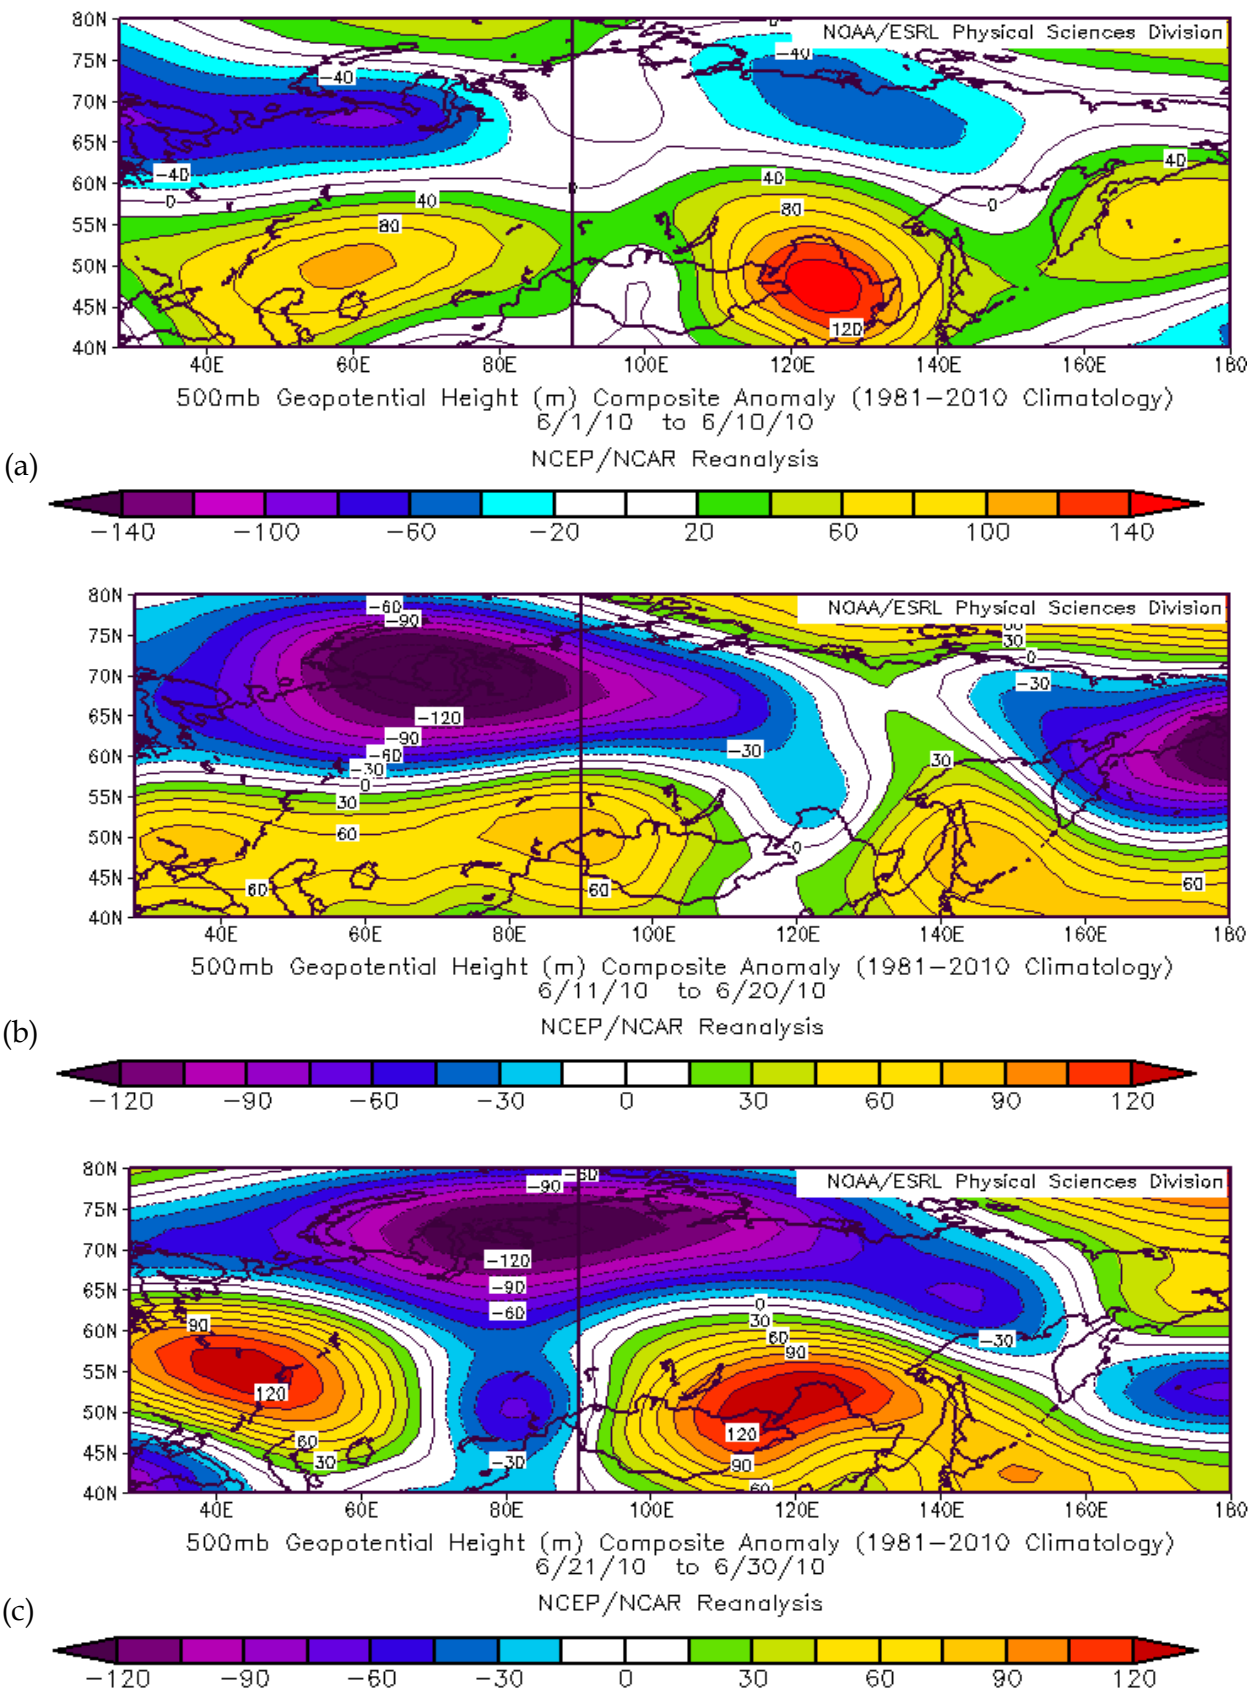 80N
NOAA/ESRL Physical Sciences Division
75N
-40
-40
70N
65N
-40
60N
40
40
0
0
40
0
55N
80
80
50N
45N
120
40N
40E 60E 80E 100E 120E 140E 160E 180
500mb Geopotential Height (m) Composite Anomaly (1981-2010 Climatology)
6/1/10 to 6/10/10
NCEP/NCAR Reanalysis
(a)
-140 -100 -60 -20 20 60 100 140
80N
-60
NOAA/ESRL Physical Sciences Division
-90
30
75N
0
70N
-30
65N
-120
-90
60N
-60
-30
30
-30
0
55N
30
50N
60
0
45N
60
60
60
40N
40E 60E 80E 100E 120E 140E 160E 180
500mb Geopotential Height (m) Composite Anomaly (1981-2010 Climatology)
6/11/10 to 6/20/10
NCEP/NCAR Reanalysis
(b)
-120 -90 -60 -30 0 30 60 90 120
80N
NOAA/ESRL Physical Sciences Division
-90
75N
70N
-120
65N
-90
-60
0
30
60N
90
60
-30
90
55N
120
50N
120
60
45N
30
-30
90
60
40N
40E 60E 80E 100E 120E 140E 160E 180
500mb Geopotential Height (m) Composite Anomaly (1981-2010 Climatology)
6/21/10 to 6/30/10
NCEP/NCAR Reanalysis
(c)
-120 -90 -60 -30 0 30 60 90 120